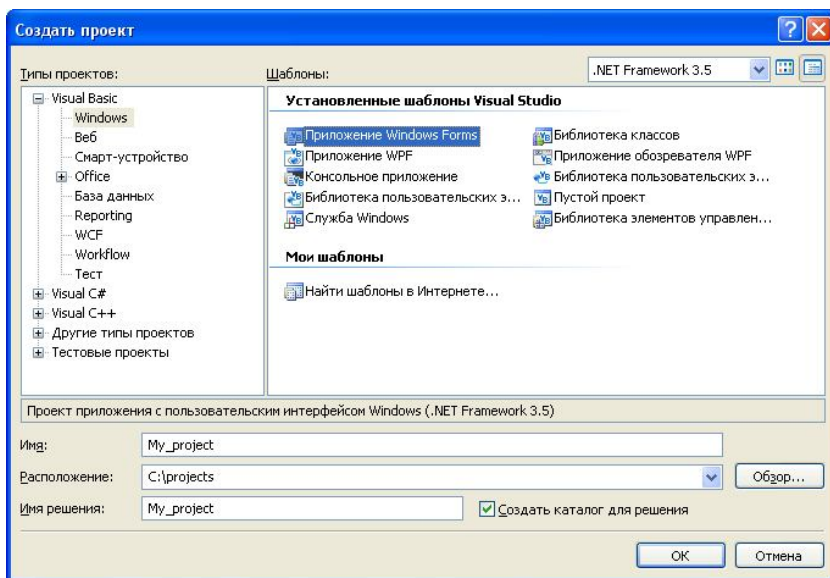 Создать проект
Типы проектов:
Шаблоны:
.NET Framework 3.5
Visual Basic
Windows
Веб
Смарт-устройство
Office
База данных
Reporting
WCF
Workflow
Тест
Visual C#
Visual C++
Другие типы проектов
Тестовые проекты
Установленные шаблоны Visual Studio
Приложение Windows Forms
Библиотека классов
Приложение WPF
Приложение обозревателя WPF
Консольное приложение
Библиотека пользовательских э...
Библиотека пользовательских э...
Пустой проект
Служба Windows
Библиотека элементов управлен...
Мои шаблоны
Найти шаблоны в Интернете...
Проект приложения с пользовательским интерфейсом Windows (.NET Framework 3.5)
Имя:
My_project
Расположение:
C:\projects
Обзор...
Имя решения:
My_project
Создать каталог для решения
ОК
Отмена